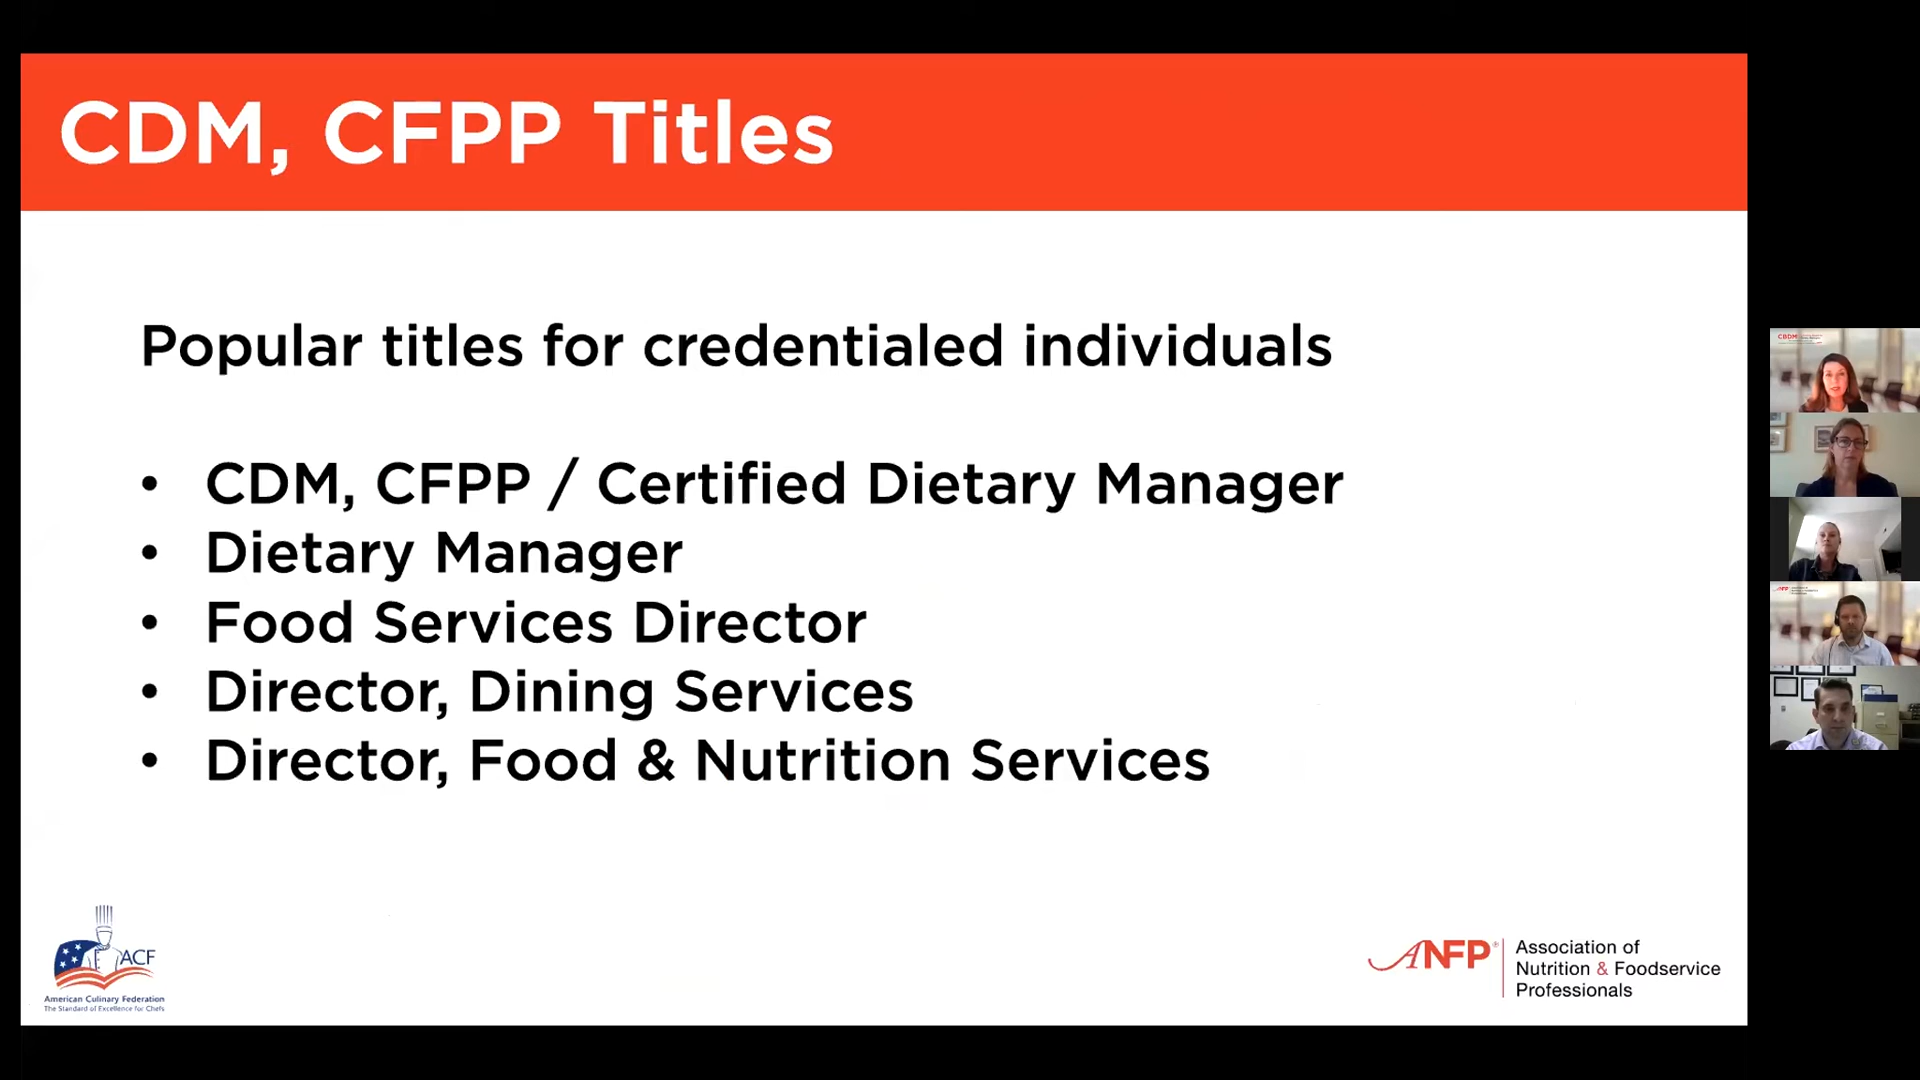 CDM, CFPP Titles
Popular titles for credentialed individuals
• CDM, CFPP / Certified Dietary Manager
• Dietary Manager
• Food Services Director
• Director, Dining Services
• Director, Food & Nutrition Services
ACF
American Culinary Federation
The Standard of Excellence for Chefs
ANFP®
Association of
Nutrition & Foodservice
Professionals
CBDM